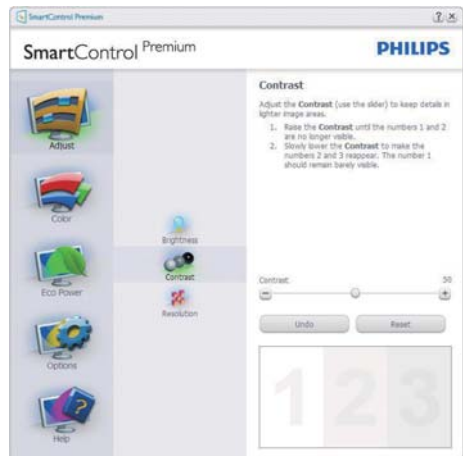 SmartControl Premium
SmartControl Premium
PHILIPS
Adjust
Color
Eco Power
Options
Help
Brightness
Contrast
Resolution
Contrast
Adjust the Contrast (use the slider) to keep details in
lighter image areas.
1. Raise the Contrast until the numbers 1 and 2
are no longer visible.
2. Slowly lower the Contrast to make the
numbers 2 and 3 reappear. The number 1
should remain barely visible.
Contrast 50
Undo Reset
1 2 3